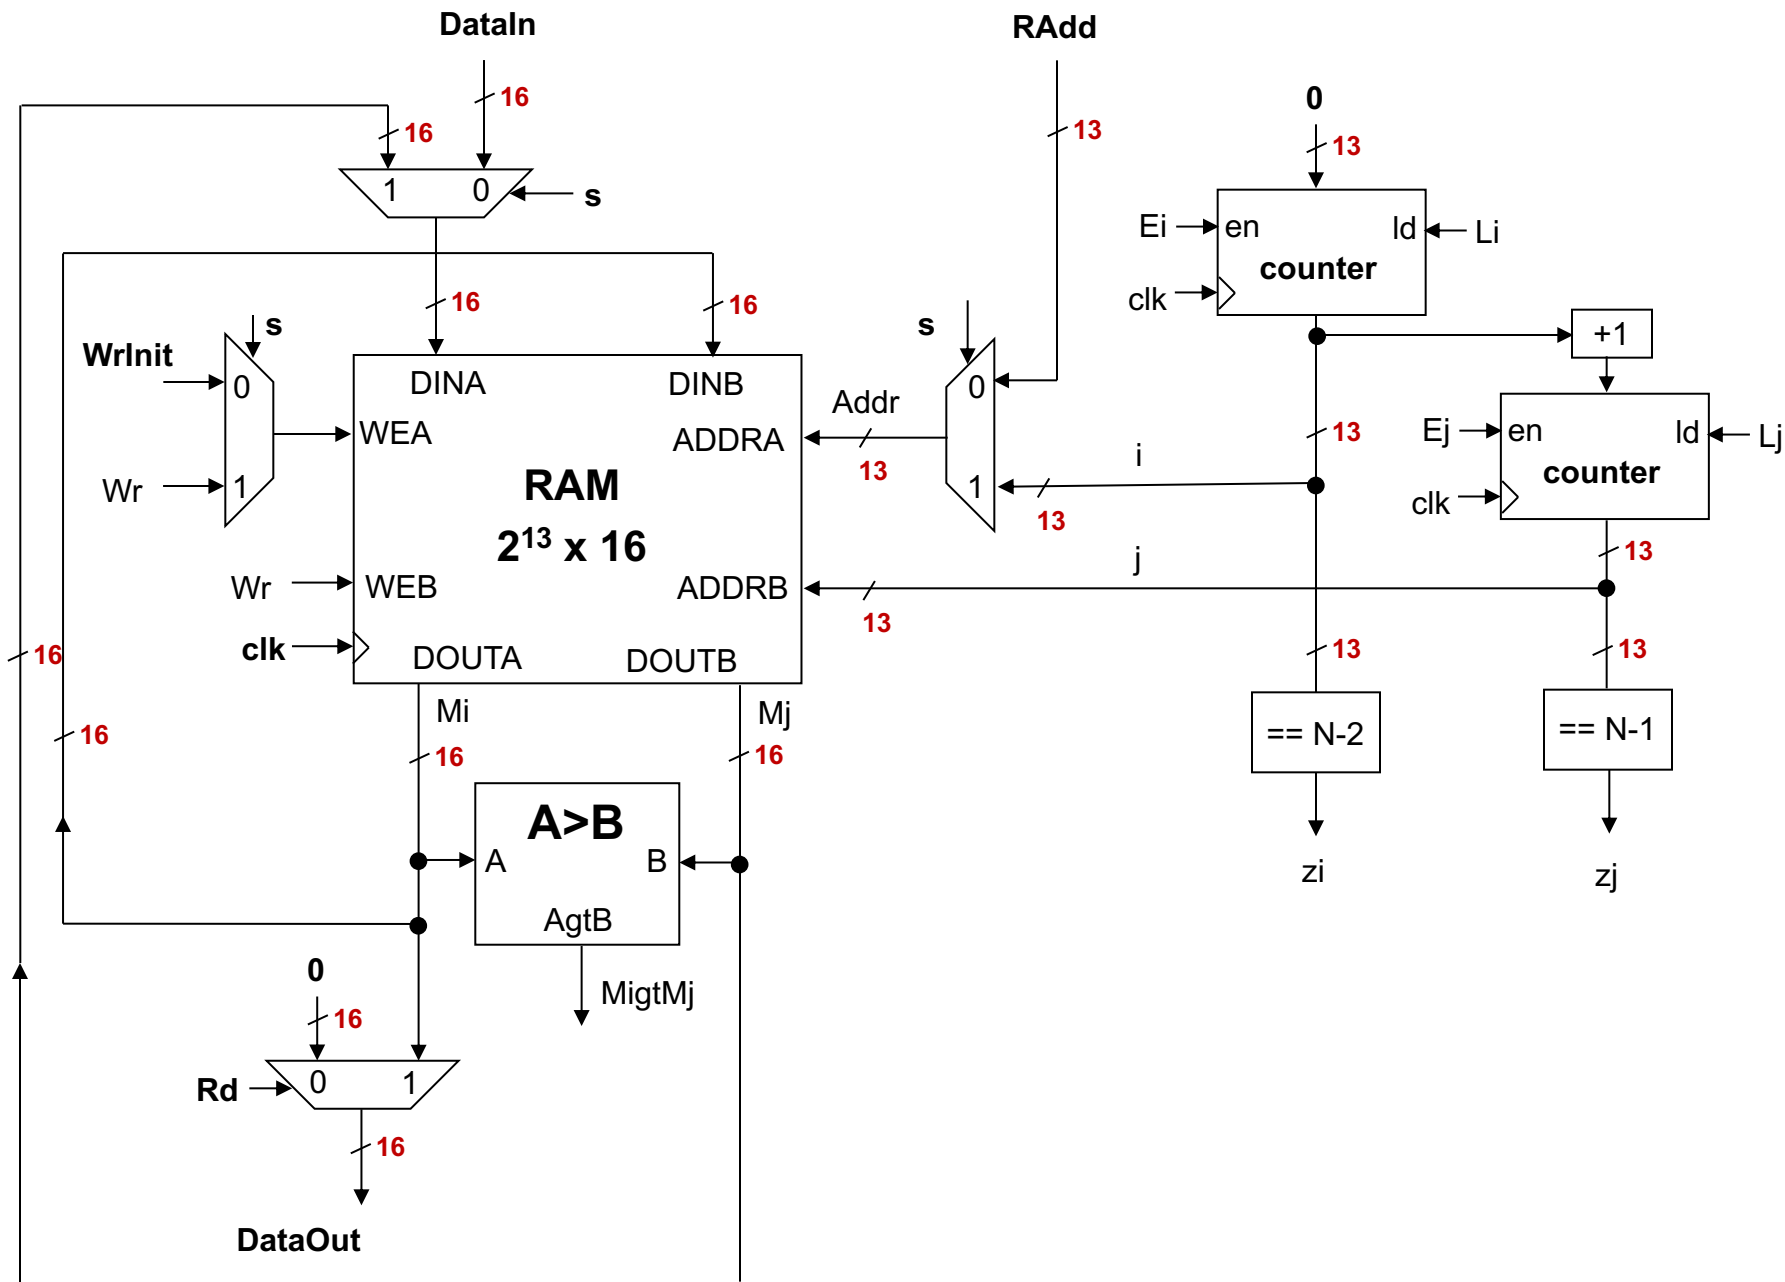 DataIn
RAdd
16
0
16
13
13
1 0
s
Ei
en
ld
Li
counter
clk
16
16
s
s
+1
WrInit
0
DINA
DINB
0
Addr
WEA
ADDRA
13
Ej
en
ld
Lj
i
13
counter
Wr
1
RAM
1
clk
13
2¹³ x 16
j
13
Wr
WEB
ADDRB
13
clk
16
DOUTA
DOUTB
13
13
Mi
Mj
16
16
16
== N-2
== N-1
A>B
A
B
zi
zj
AgtB
0
MigtMj
16
Rd
0 1
16
DataOut